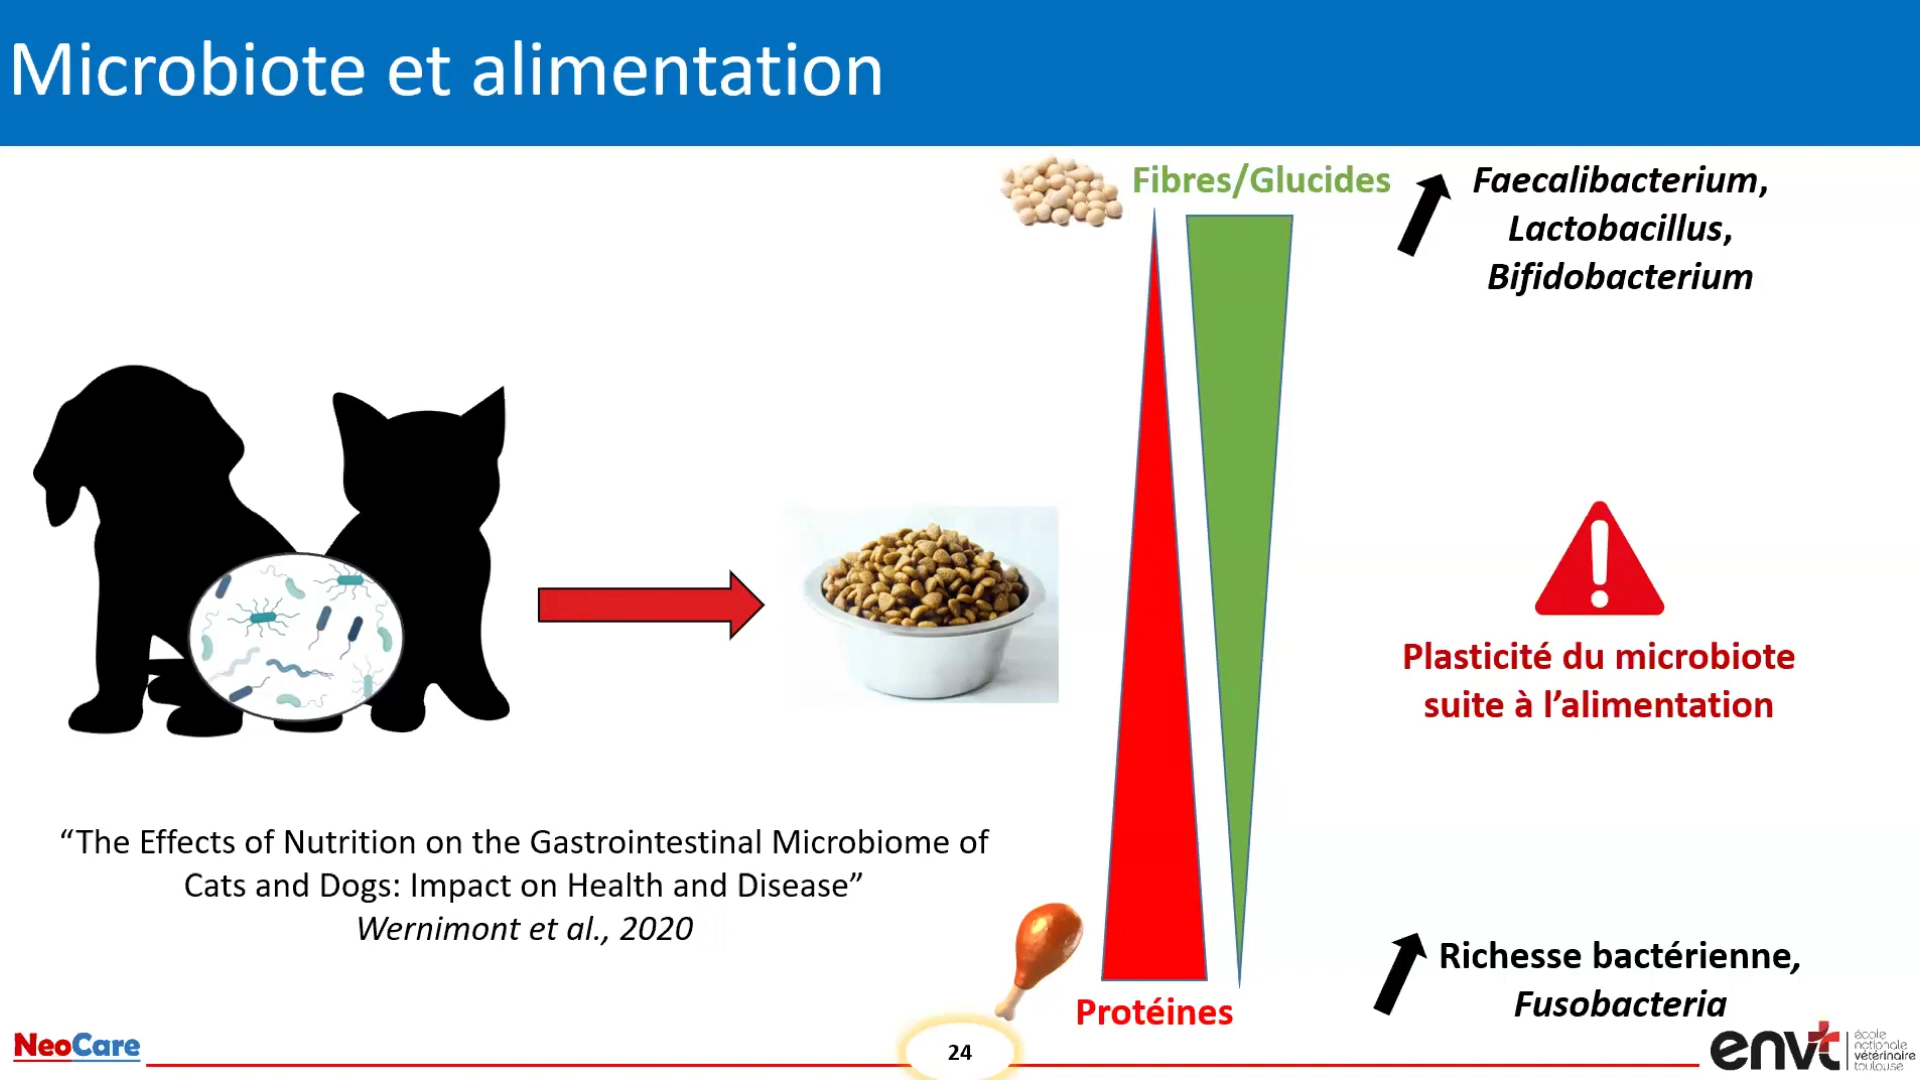 Microbiote et alimentation
Fibres/Glucides
Faecalibacterium,
Lactobacillus,
Bifidobacterium
Plasticité du microbiote
suite à l’alimentation
“The Effects of Nutrition on the Gastrointestinal Microbiome of
Cats and Dogs: Impact on Health and Disease”
Wernimont et al., 2020
Richesse bactérienne,
Fusobacteria
Protéines
NeoCare
24
envt
école
nationale
vétérinaire
toulouse